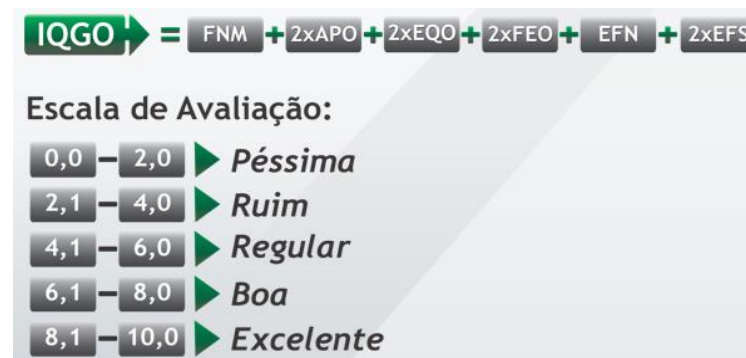 IQGO = FNM + 2xAPO + 2xEQO + 2xFEO + EFN + 2xEFS
Escala de Avaliação:
0,0 – 2,0 Péssima
2,1 – 4,0 Ruim
4,1 – 6,0 Regular
6,1 – 8,0 Boa
8,1 – 10,0 Excelente